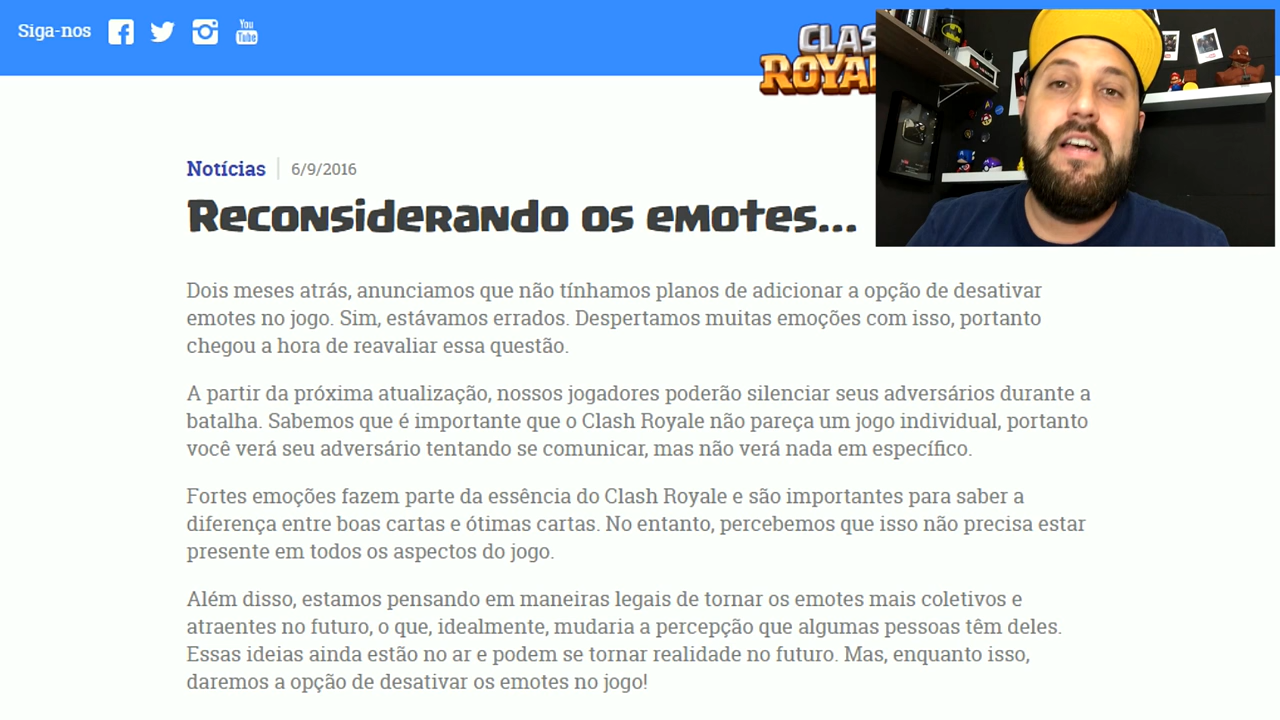 Siga-nos
You
Tube
CLAS
ROYA
Notícias 6/9/2016
Reconsiderando os emotes...
Dois meses atrás, anunciamos que não tínhamos planos de adicionar a opção de desativar
emotes no jogo. Sim, estávamos errados. Despertamos muitas emoções com isso, portanto
chegou a hora de reavaliar essa questão.
A partir da próxima atualização, nossos jogadores poderão silenciar seus adversários durante a
batalha. Sabemos que é importante que o Clash Royale não pareça um jogo individual, portanto
você verá seu adversário tentando se comunicar, mas não verá nada em específico.
Fortes emoções fazem parte da essência do Clash Royale e são importantes para saber a
diferença entre boas cartas e ótimas cartas. No entanto, percebemos que isso não precisa estar
presente em todos os aspectos do jogo.
Além disso, estamos pensando em maneiras legais de tornar os emotes mais coletivos e
atraentes no futuro, o que, idealmente, mudaria a percepção que algumas pessoas têm deles.
Essas ideias ainda estão no ar e podem se tornar realidade no futuro. Mas, enquanto isso,
daremos a opção de desativar os emotes no jogo!